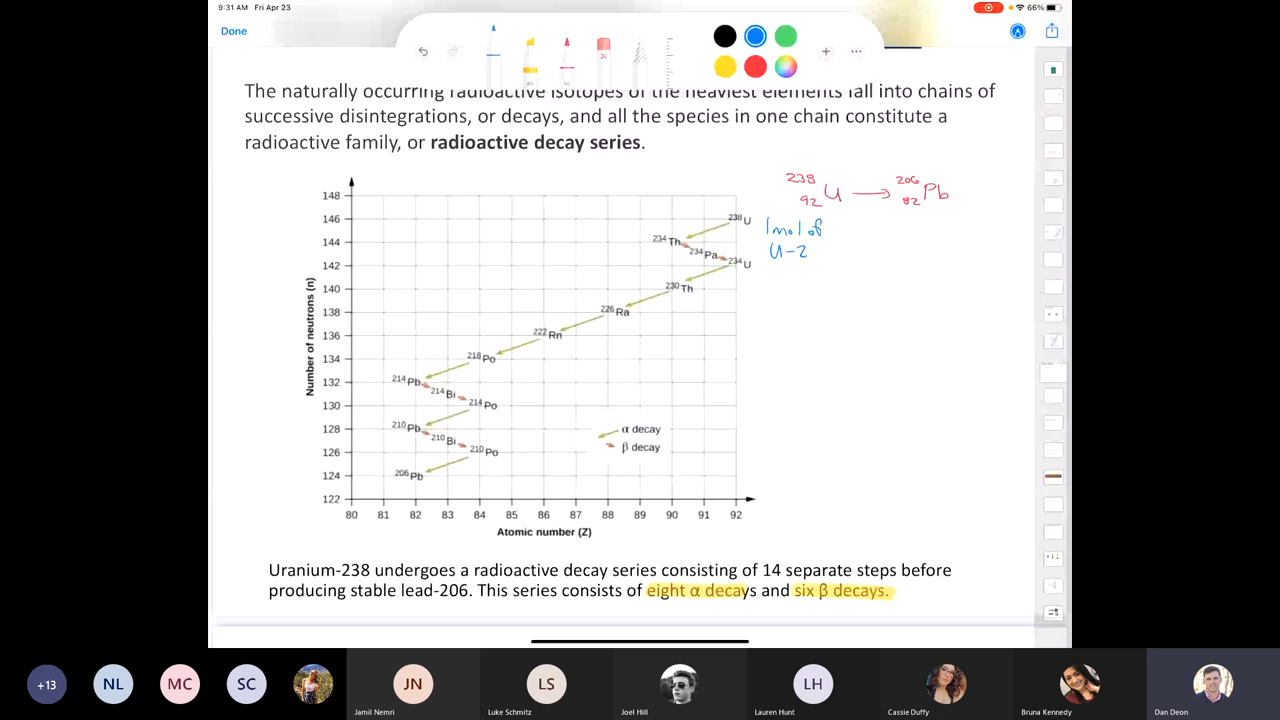 9:31 AM Fri Apr 23
66%
Done
The naturally occurring radioactive isotopes of the heaviest elements fall into chains of
successive disintegrations, or decays, and all the species in one chain constitute a
radioactive family, or radioactive decay series.
238 92 U → 206 82 Pb
1 mol of
U-2
Number of neutrons (n)
148
146
144
142
140
138
136
134
132
130
128
126
124
122
238U
234Th
234Pa
234U
230Th
226Ra
222Rn
218Po
214Pb
214Bi
214Po
210Pb
210Bi
210Po
206Pb
α decay
β decay
80 81 82 83 84 85 86 87 88 89 90 91 92
Atomic number (Z)
Uranium-238 undergoes a radioactive decay series consisting of 14 separate steps before
producing stable lead-206. This series consists of eight α decays and six β decays.
+13 NL MC SC JN LS LH
Jamil Nemri Luke Schmitz Joel Hill Lauren Hunt Cassie Duffy Bruna Kennedy Dan Deon